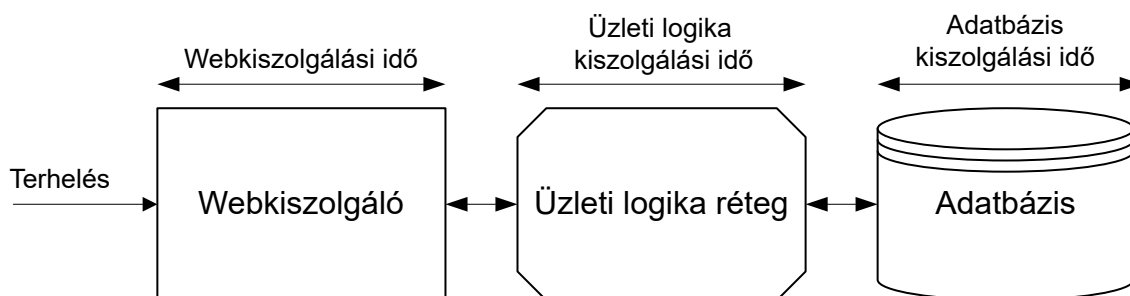 Webkiszolgálási idő
Üzleti logika
kiszolgálási idő
Adatbázis
kiszolgálási idő
Terhelés
Webkiszolgáló
Üzleti logika réteg
Adatbázis